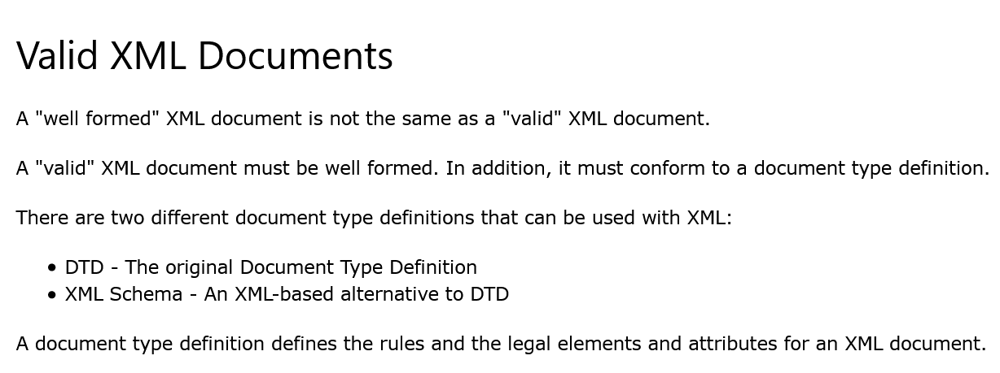 Valid XML Documents
A "well formed" XML document is not the same as a "valid" XML document.
A "valid" XML document must be well formed. In addition, it must conform to a document type definition.
There are two different document type definitions that can be used with XML:
• DTD - The original Document Type Definition
• XML Schema - An XML-based alternative to DTD
A document type definition defines the rules and the legal elements and attributes for an XML document.